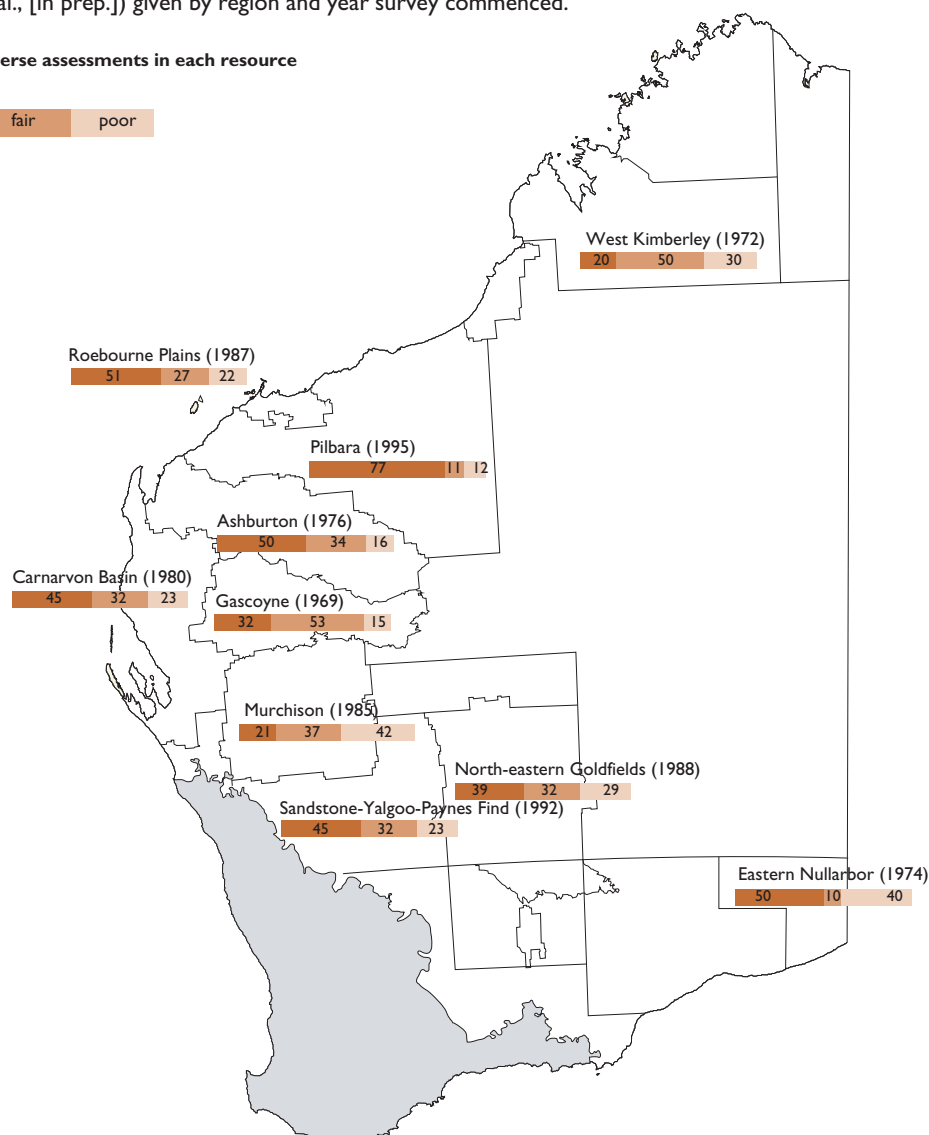 al., [in prep.]) given by region and year survey commenced.
erse assessments in each resource
fair poor
West Kimberley (1972)
20 50 30
Roebourne Plains (1987)
51 27 22
Pilbara (1995)
77 11 12
Ashburton (1976)
50 34 16
Carnarvon Basin (1980)
45 32 23
Gascoyne (1969)
32 53 15
Murchison (1985)
21 37 42
North-eastern Goldfields (1988)
39 32 29
Sandstone-Yalgoo-Paynes Find (1992)
45 32 23
Eastern Nullarbor (1974)
50 10 40